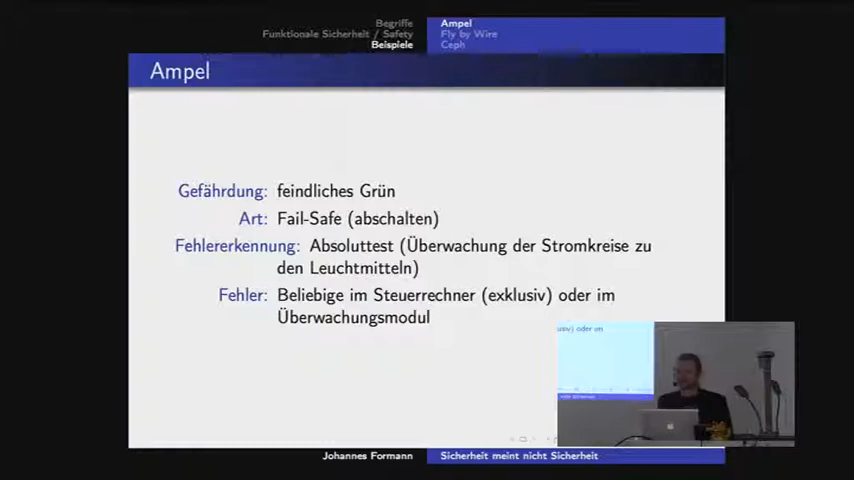 Begriffe
Funktionale Sicherheit / Safety
Beispiele
Ampel
Fly by Wire
Ceph
Ampel
Gefährdung: feindliches Grün
Art: Fail-Safe (abschalten)
Fehlererkennung: Absoluttest (Überwachung der Stromkreise zu
den Leuchtmitteln)
Fehler: Beliebige im Steuerrechner (exklusiv) oder im
Überwachungsmodul
Johannes Formann
Sicherheit meint nicht Sicherheit